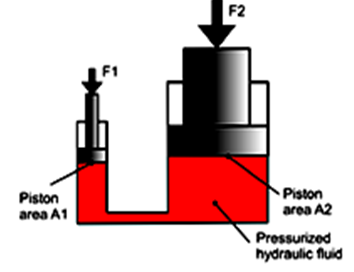 F2
F1
Piston
area A1
Piston
area A2
Pressurized
hydraulic fluid